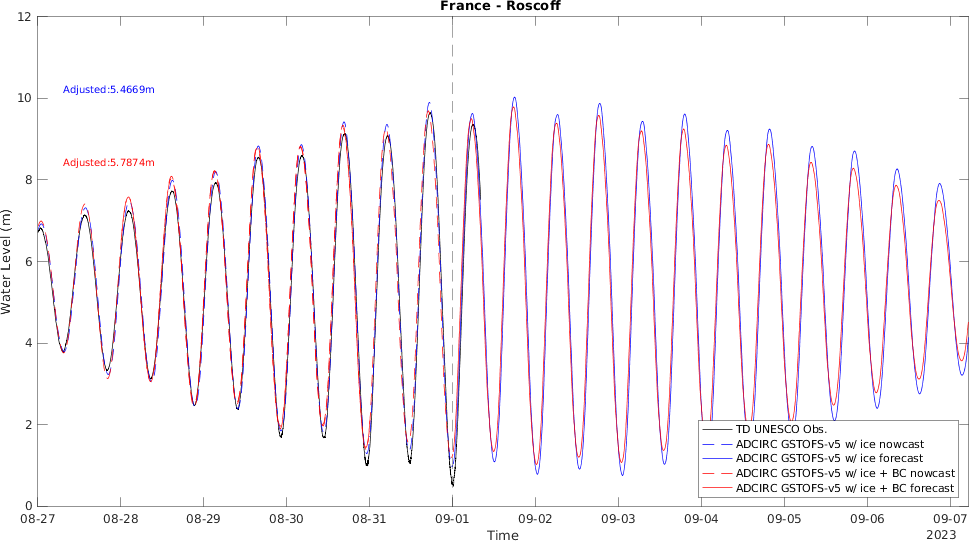 France - Roscoff
12
10
8
6
4
2
0
Water Level (m)
Adjusted:5.4669m
Adjusted:5.7874m
TD UNESCO Obs.
ADCIRC GSTOFS-v5 w/ ice nowcast
ADCIRC GSTOFS-v5 w/ ice forecast
ADCIRC GSTOFS-v5 w/ ice + BC nowcast
ADCIRC GSTOFS-v5 w/ ice + BC forecast
08-27 08-28 08-29 08-30 08-31 09-01 09-02 09-03 09-04 09-05 09-06 09-07
Time
2023